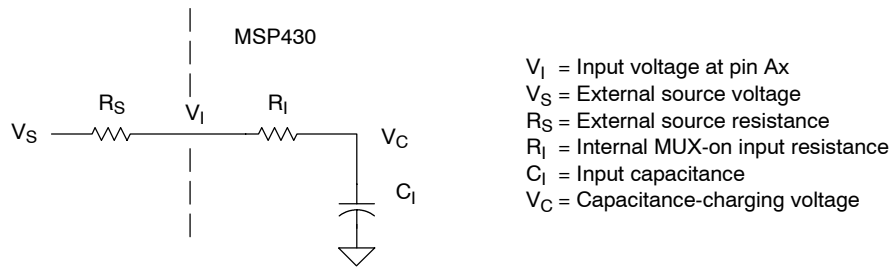 MSP430
R_S
V_I
R_I
V_S
V_C
C_I
V_I = Input voltage at pin Ax
V_S = External source voltage
R_S = External source resistance
R_I = Internal MUX-on input resistance
C_I = Input capacitance
V_C = Capacitance-charging voltage